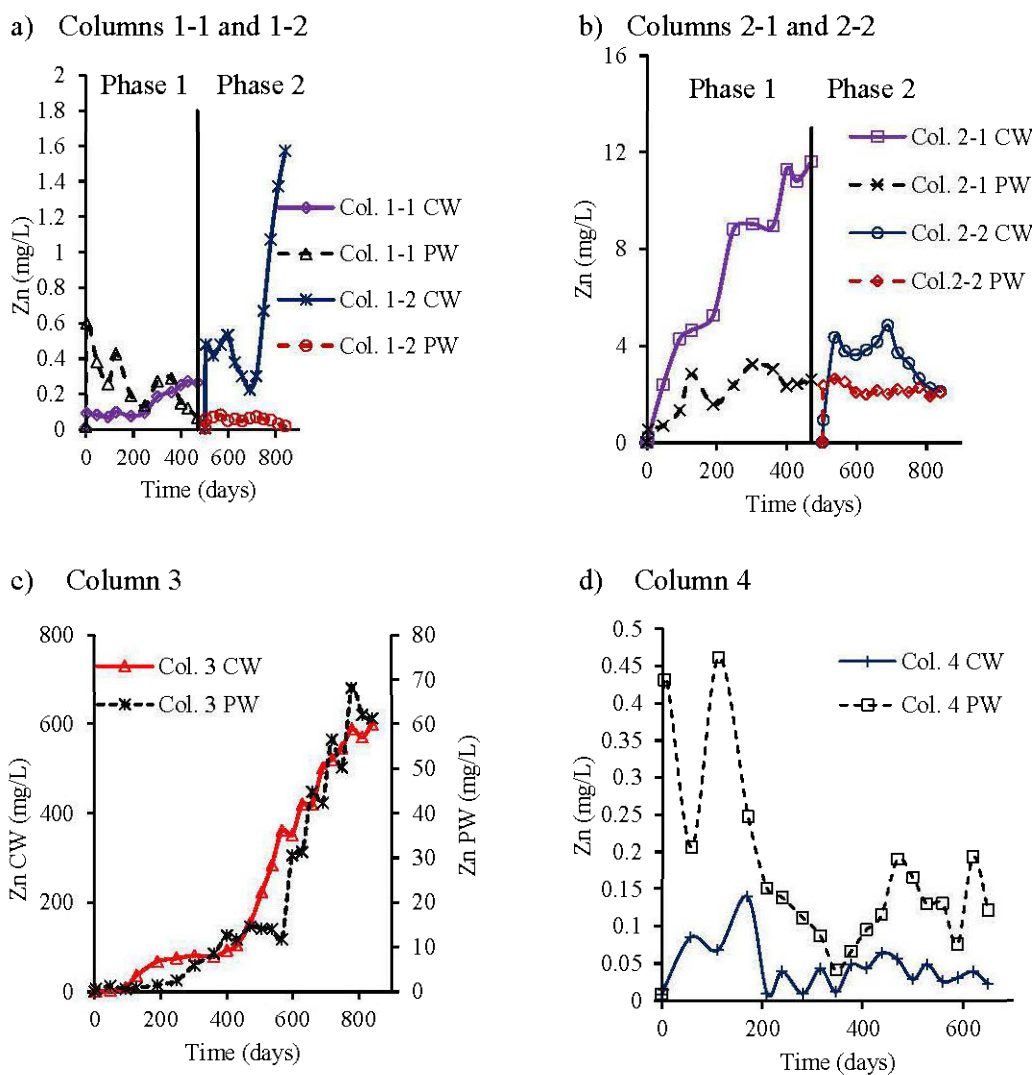 a) Columns 1-1 and 1-2
2
1.8
1.6
1.4
1.2
1
0.8
0.6
0.4
0.2
0
Zn (mg/L)
Phase 1
Phase 2
Col. 1-1 CW
Col. 1-1 PW
Col. 1-2 CW
Col. 1-2 PW
0 200 400 600 800
Time (days)
b) Columns 2-1 and 2-2
16
12
8
4
0
Zn (mg/L)
Phase 1
Phase 2
Col. 2-1 CW
Col. 2-1 PW
Col. 2-2 CW
Col.2-2 PW
0 200 400 600 800
Time (days)
c) Column 3
800
600
400
200
0
Zn CW (mg/L)
Col. 3 CW
Col. 3 PW
80
70
60
50
40
30
20
10
0
Zn PW (mg/L)
0 200 400 600 800
Time (days)
d) Column 4
0.5
0.45
0.4
0.35
0.3
0.25
0.2
0.15
0.1
0.05
0
Zn (mg/L)
Col. 4 CW
Col. 4 PW
0 200 400 600
Time (days)